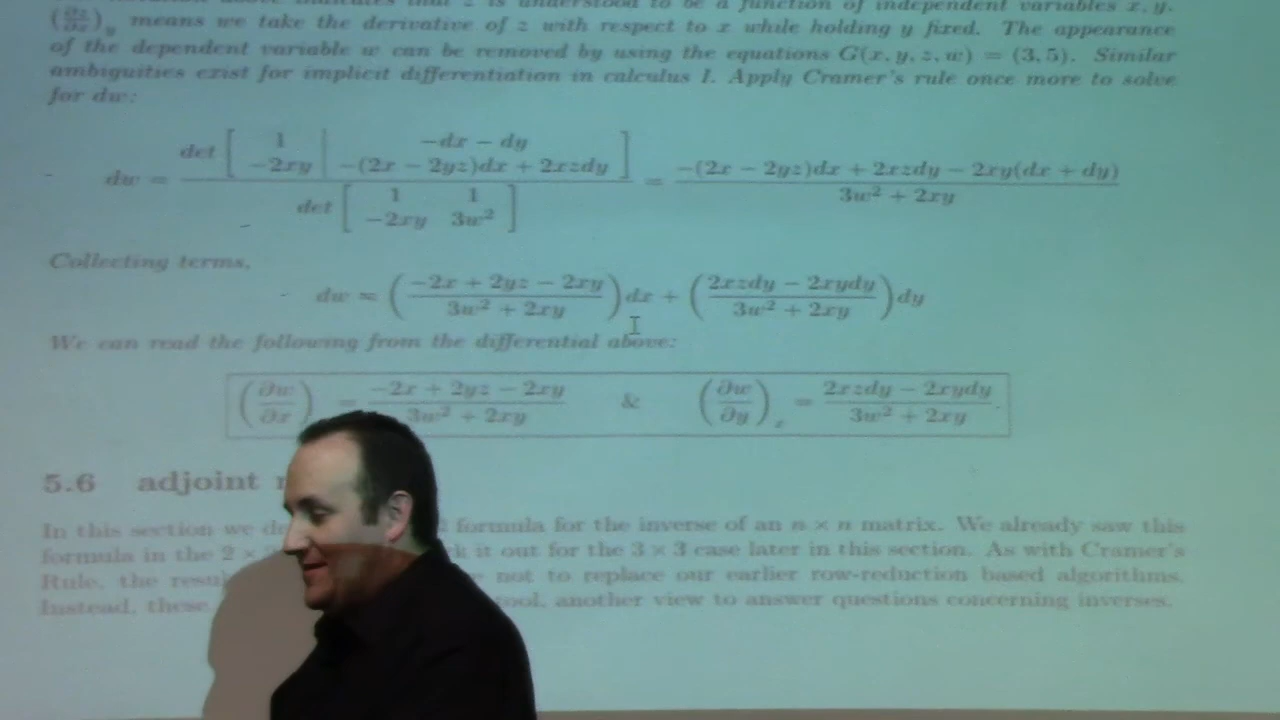 is understood to be a function of independent variables x, y.
(∂z/∂x)_y means we take the derivative of z with respect to x while holding y fixed. The appearance
of the dependent variable w can be removed by using the equations G(x, y, z, w) = (3, 5). Similar
ambiguities exist for implicit differentiation in calculus I. Apply Cramer's rule once more to solve
for dw:
dw = det [ 1 | -dx - dy ; -2xy | -(2x - 2yz)dx + 2xzdy ] / det [ 1 1 ; -2xy 3w² ] = (-(2x - 2yz)dx + 2xzdy - 2xy(dx + dy)) / (3w² + 2xy)
Collecting terms,
dw = ( (-2x + 2yz - 2xy) / (3w² + 2xy) ) dx + ( (2xzdy - 2xydy) / (3w² + 2xy) ) dy
We can read the following from the differential above:
(∂w/∂x) = (-2x + 2yz - 2xy) / (3w² + 2xy) & (∂w/∂y)_x = (2xzdy - 2xydy) / (3w² + 2xy).
5.6 adjoint
In this section we formula for the inverse of an n × n matrix. We already saw this
formula in the 2 × it out for the 3 × 3 case later in this section. As with Cramer's
Rule, the not to replace our earlier row-reduction based algorithms.
Instead, these another view to answer questions concerning inverses.